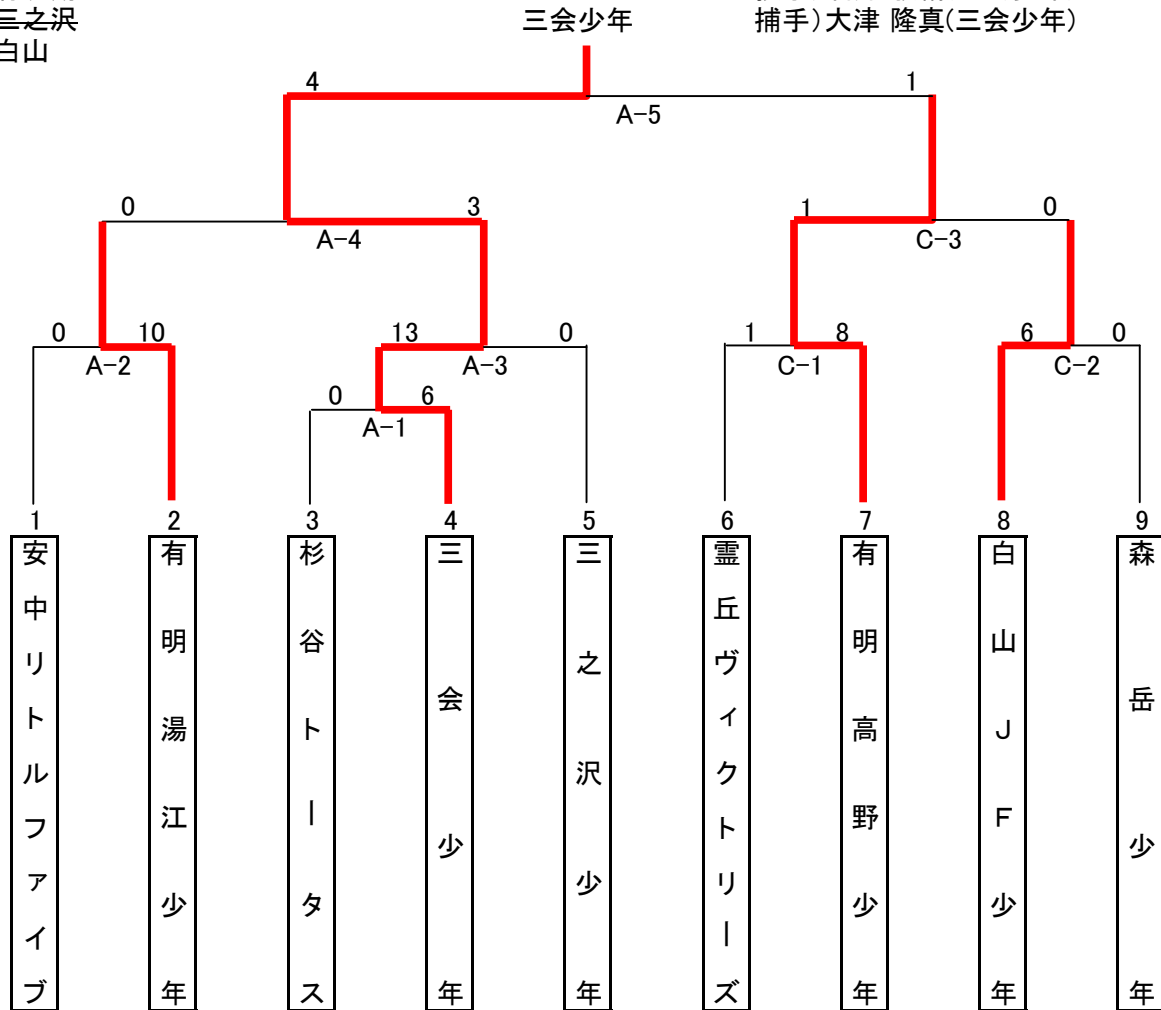 三之沢
白山
三会少年
捕手)大津 隆真(三会少年)
4
1
A-5
0
3
1
0
A-4
C-3
0
10
13
0
1
8
6
0
A-2
A-3
C-1
C-2
0
6
A-1
1
2
3
4
5
6
7
8
9
安中リトルファイブ
有明湯江少年
杉谷トータス
三会少年
三之沢少年
霊丘ヴィクトリーズ
有明高野少年
白山JF少年
森岳少年